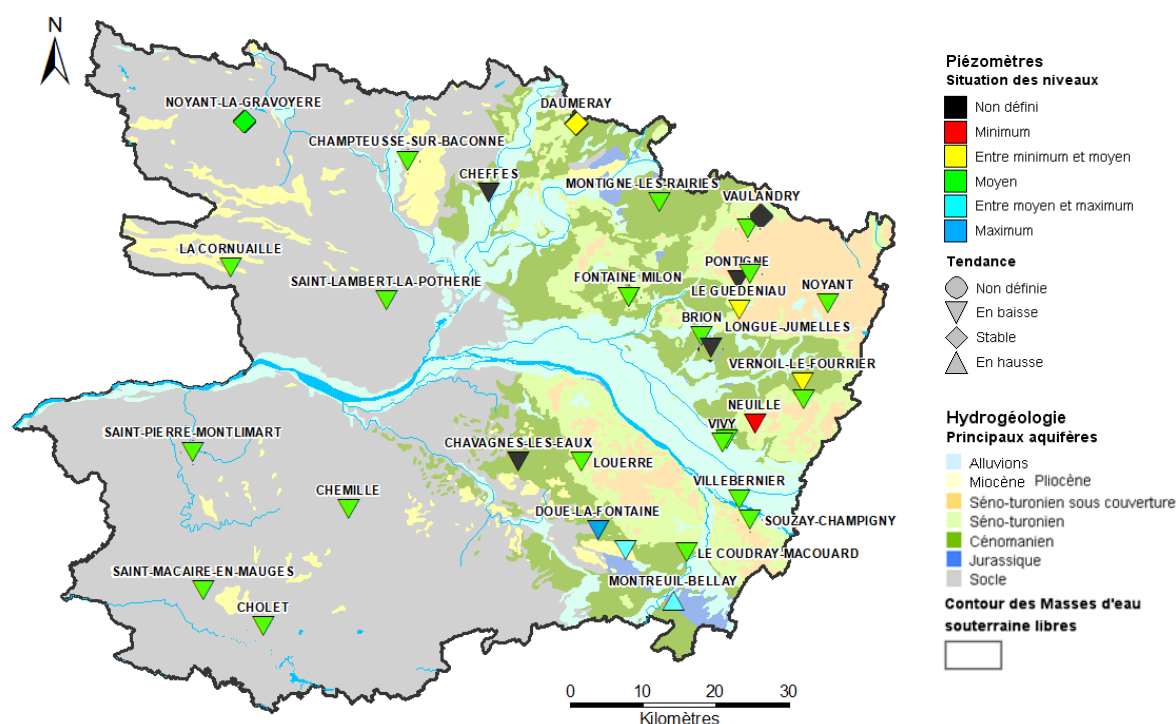 N
NOYANT-LA-GRAVOYERE
DAUMERAY
CHAMPTEUSSE-SUR-BACONNE
CHEFFES
MONTIGNE-LES-RAIRIES
VAULANDRY
LA CORNUAILLE
SAINT-LAMBERT-LA-POTHERIE
FONTAINE MILON
PONTIGNE
LE GUEDENIAU
NOYANT
BRION
LONGUE-JUMELLES
VERNOIL-LE-FOURRIER
NEUILLE
VIVY
SAINT-PIERRE-MONTLIMART
CHAVAGNES-LES-EAUX
LOUERRE
CHEMILLE
VILLEBERNIER
DOUE-LA-FONTAINE
SOUZAY-CHAMPIGNY
LE COUDRAY-MACOUARD
SAINT-MACAIRE-EN-MAUGES
MONTREUIL-BELLAY
CHOLET
0 10 20 30
Kilomètres
Piézomètres
Situation des niveaux
Non défini
Minimum
Entre minimum et moyen
Moyen
Entre moyen et maximum
Maximum
Tendance
Non définie
En baisse
Stable
En hausse
Hydrogéologie
Principaux aquifères
Alluvions
Miocène Pliocène
Séno-turonien sous couverture
Séno-turonien
Cénomanien
Jurassique
Socle
Contour des Masses d'eau
souterraine libres